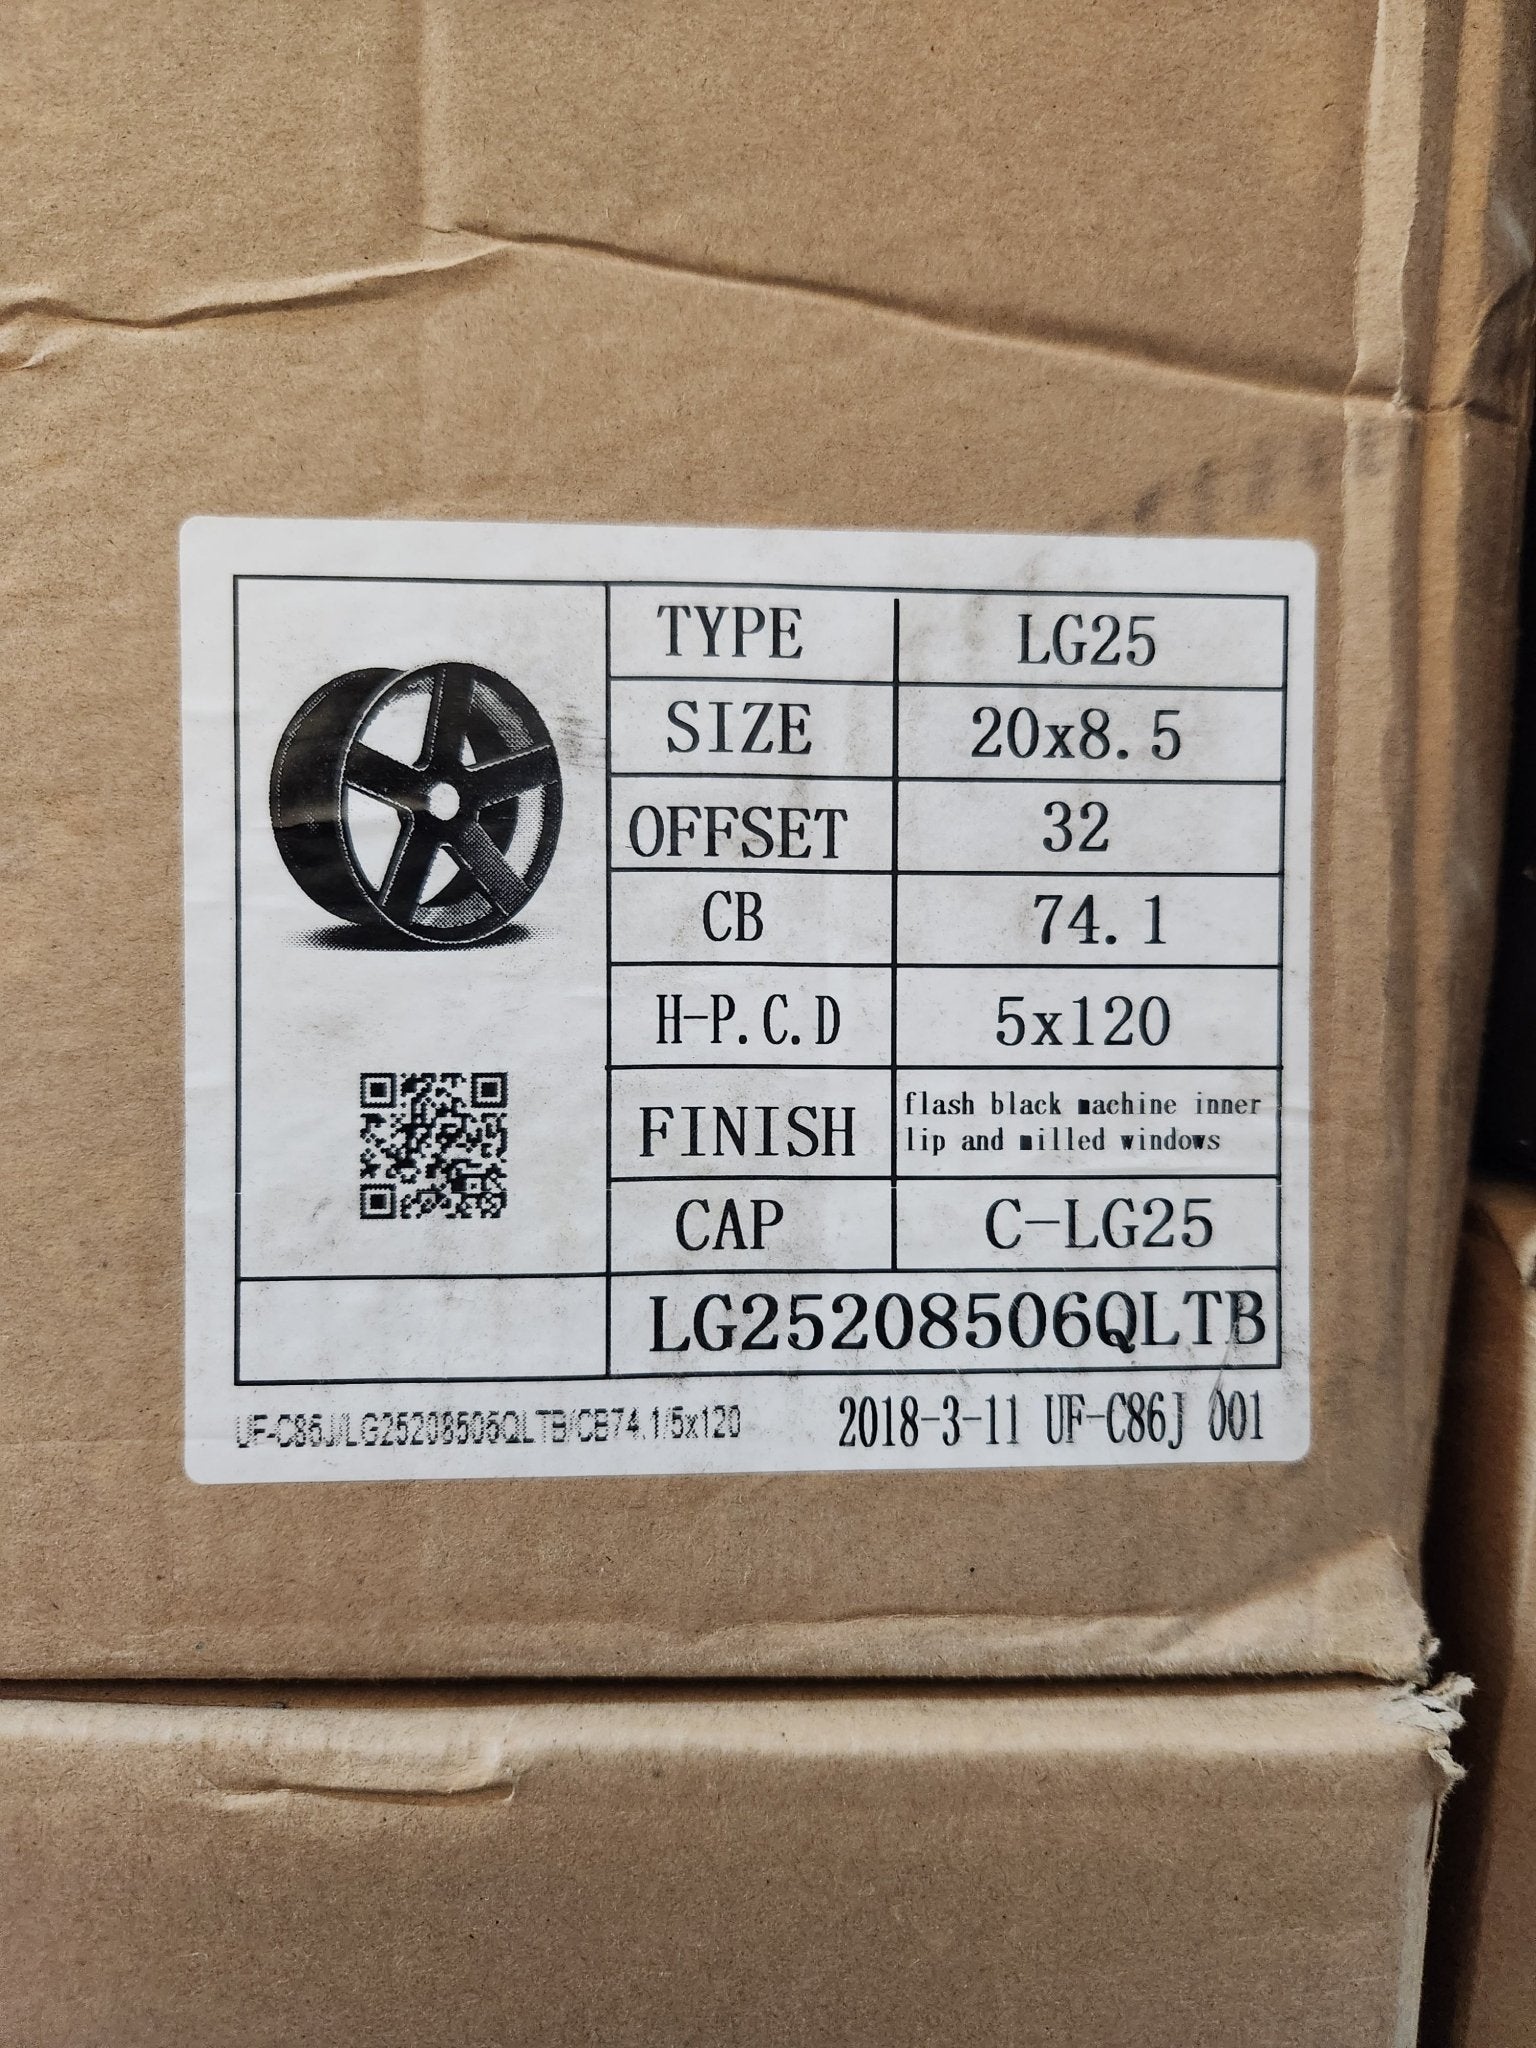 TYPE LG25
SIZE 20x8.5
OFFSET 32
CB 74.1
H-P.C.D 5x120
FINISH flash black machine inner
lip and milled windows
CAP C-LG25
LG25208506QLTB
UF-C86J/LG25208506QLTB/CB74.1/5x120 2018-3-11 UF-C86J 001